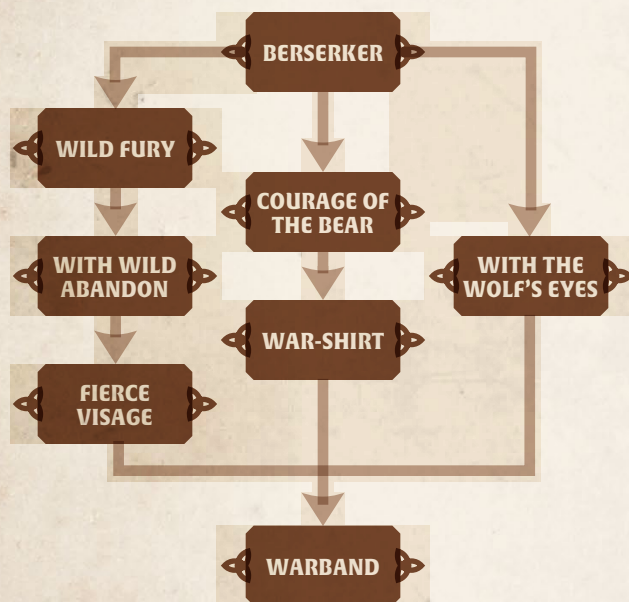 BERSERKER
WILD FURY
COURAGE OF
THE BEAR
WITH WILD
ABANDON
WITH THE
WOLF'S EYES
WAR-SHIRT
FIERCE
VISAGE
WARBAND